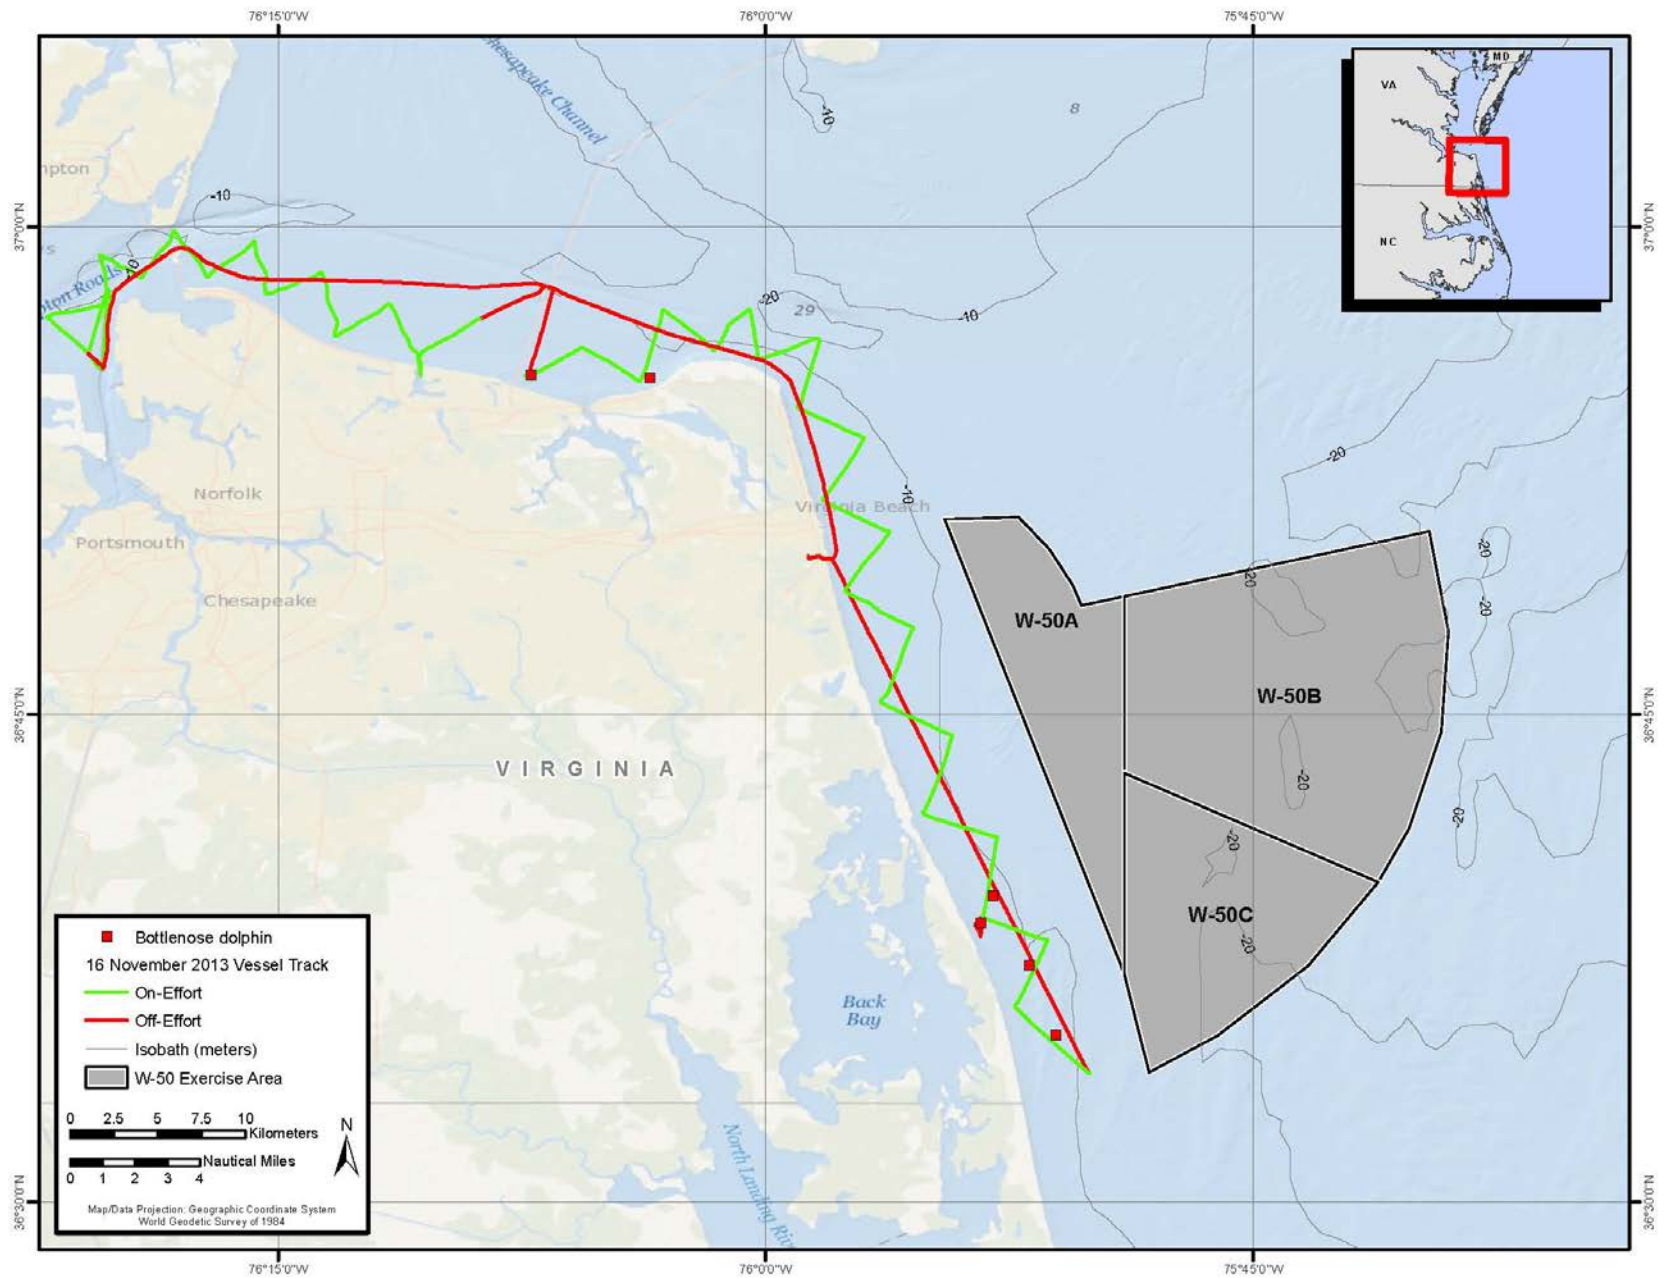 76°15'0"W
76°0'0"W
75°45'0"W
Chesapeake Channel
-10
8
MD
VA
NC
mpton
-10
37°0'0"N
37°0'0"N
-10
-20
29
-10
-20
Norfolk
-10
Virginia Beach
Portsmouth
-20
-20
Chesapeake
-20
W-50A
W-50B
36°45'0"N
36°45'0"N
VIRGINIA
-20
-20
-20
W-50C
-20
Back
Bay
North Landing Riv
Bottlenose dolphin
16 November 2013 Vessel Track
On-Effort
Off-Effort
Isobath (meters)
W-50 Exercise Area
0 2.5 5 7.5 10
Kilometers
N
Nautical Miles
0 1 2 3 4
Map/Data Projection: Geographic Coordinate System
World Geodetic Survey of 1984
36°30'0"N
36°30'0"N
76°15'0"W
76°0'0"W
75°45'0"W